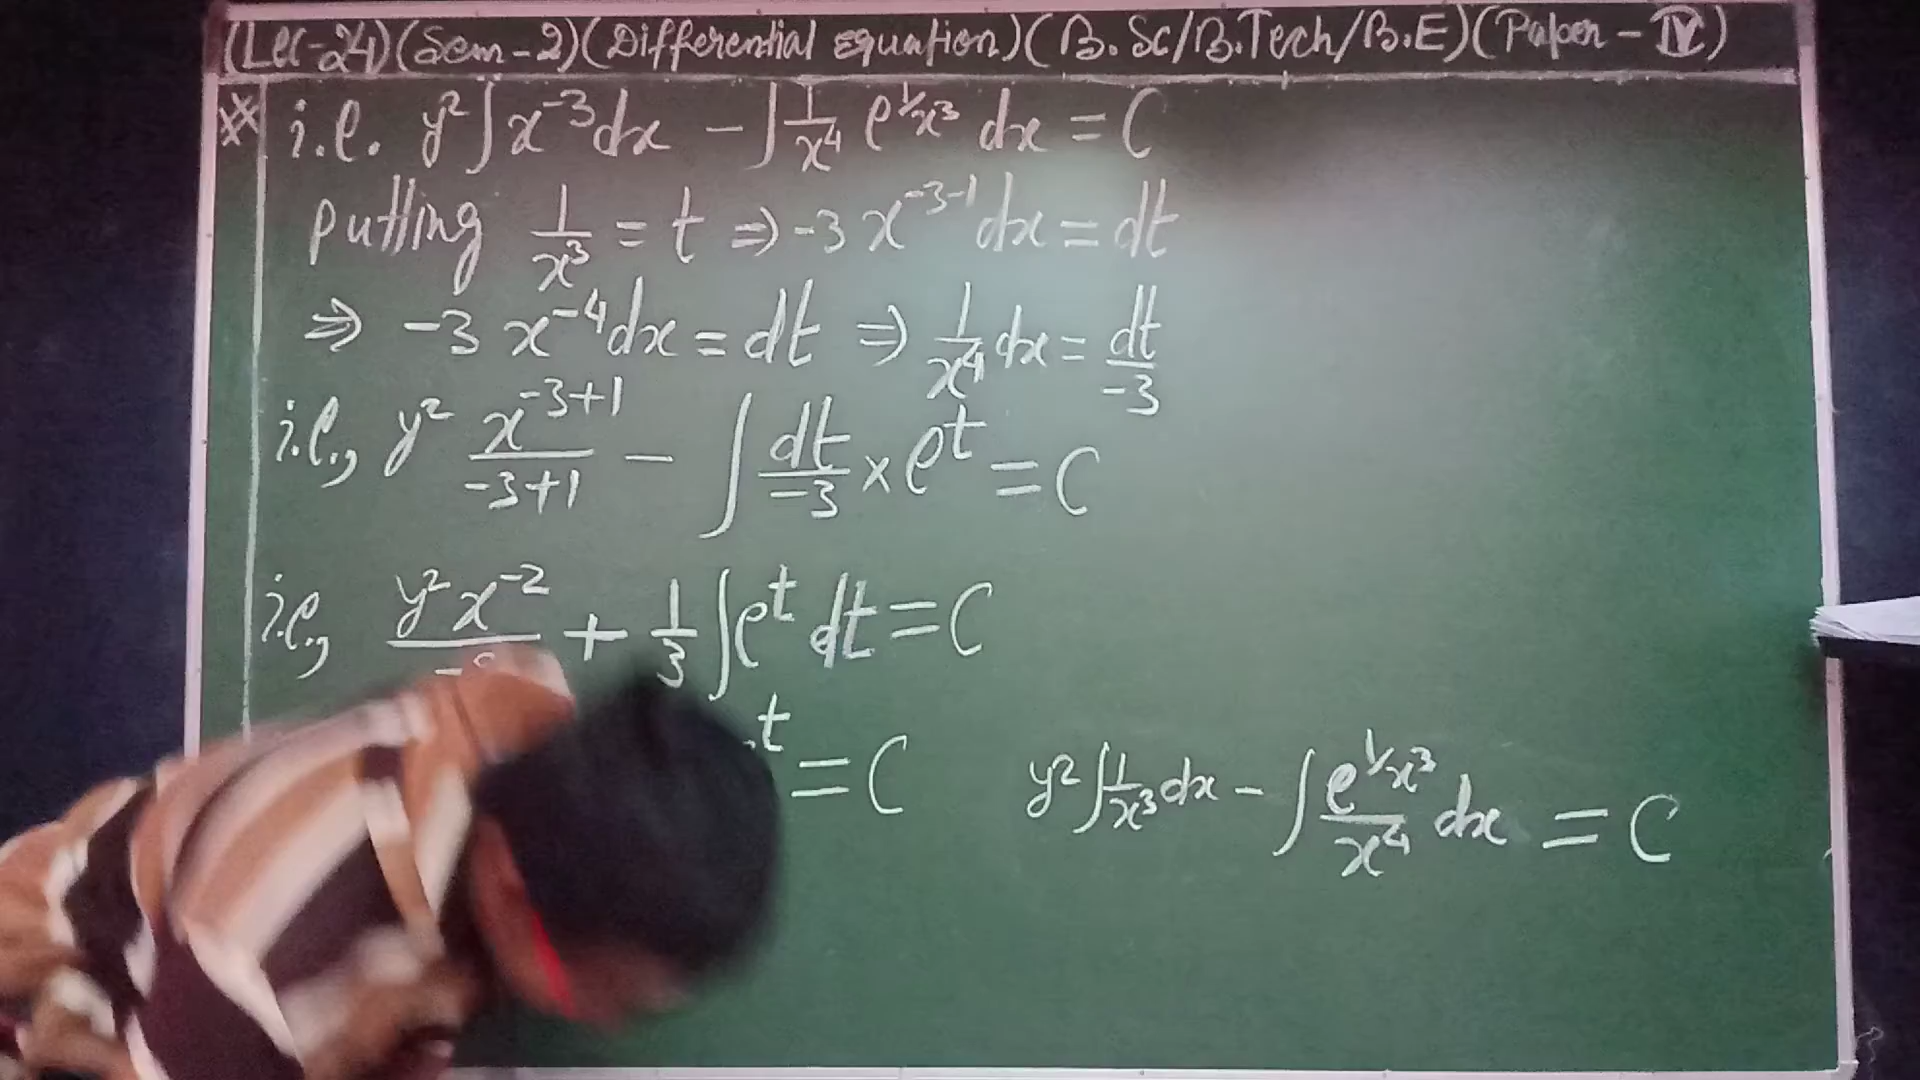 (Lec-24)(Sem-2)(Differential equation)(B.Sc/B.Tech/B.E)(Paper-IV)
** i.e. y²∫x⁻³dx - ∫1/x⁴ e^(1/x³) dx = C
putting 1/x³ = t ⇒ -3x⁻³⁻¹dx = dt
⇒ -3x⁻⁴dx = dt ⇒ 1/x⁴ dx = dt/-3
i.e., y² x⁻³⁺¹/-3+1 - ∫dt/-3 × eᵗ = C
i.e., y²x⁻²/- + 1/3 ∫eᵗ dt = C
t = C
y²∫1/x³ dx - ∫e^(1/x³)/x⁴ dx = C